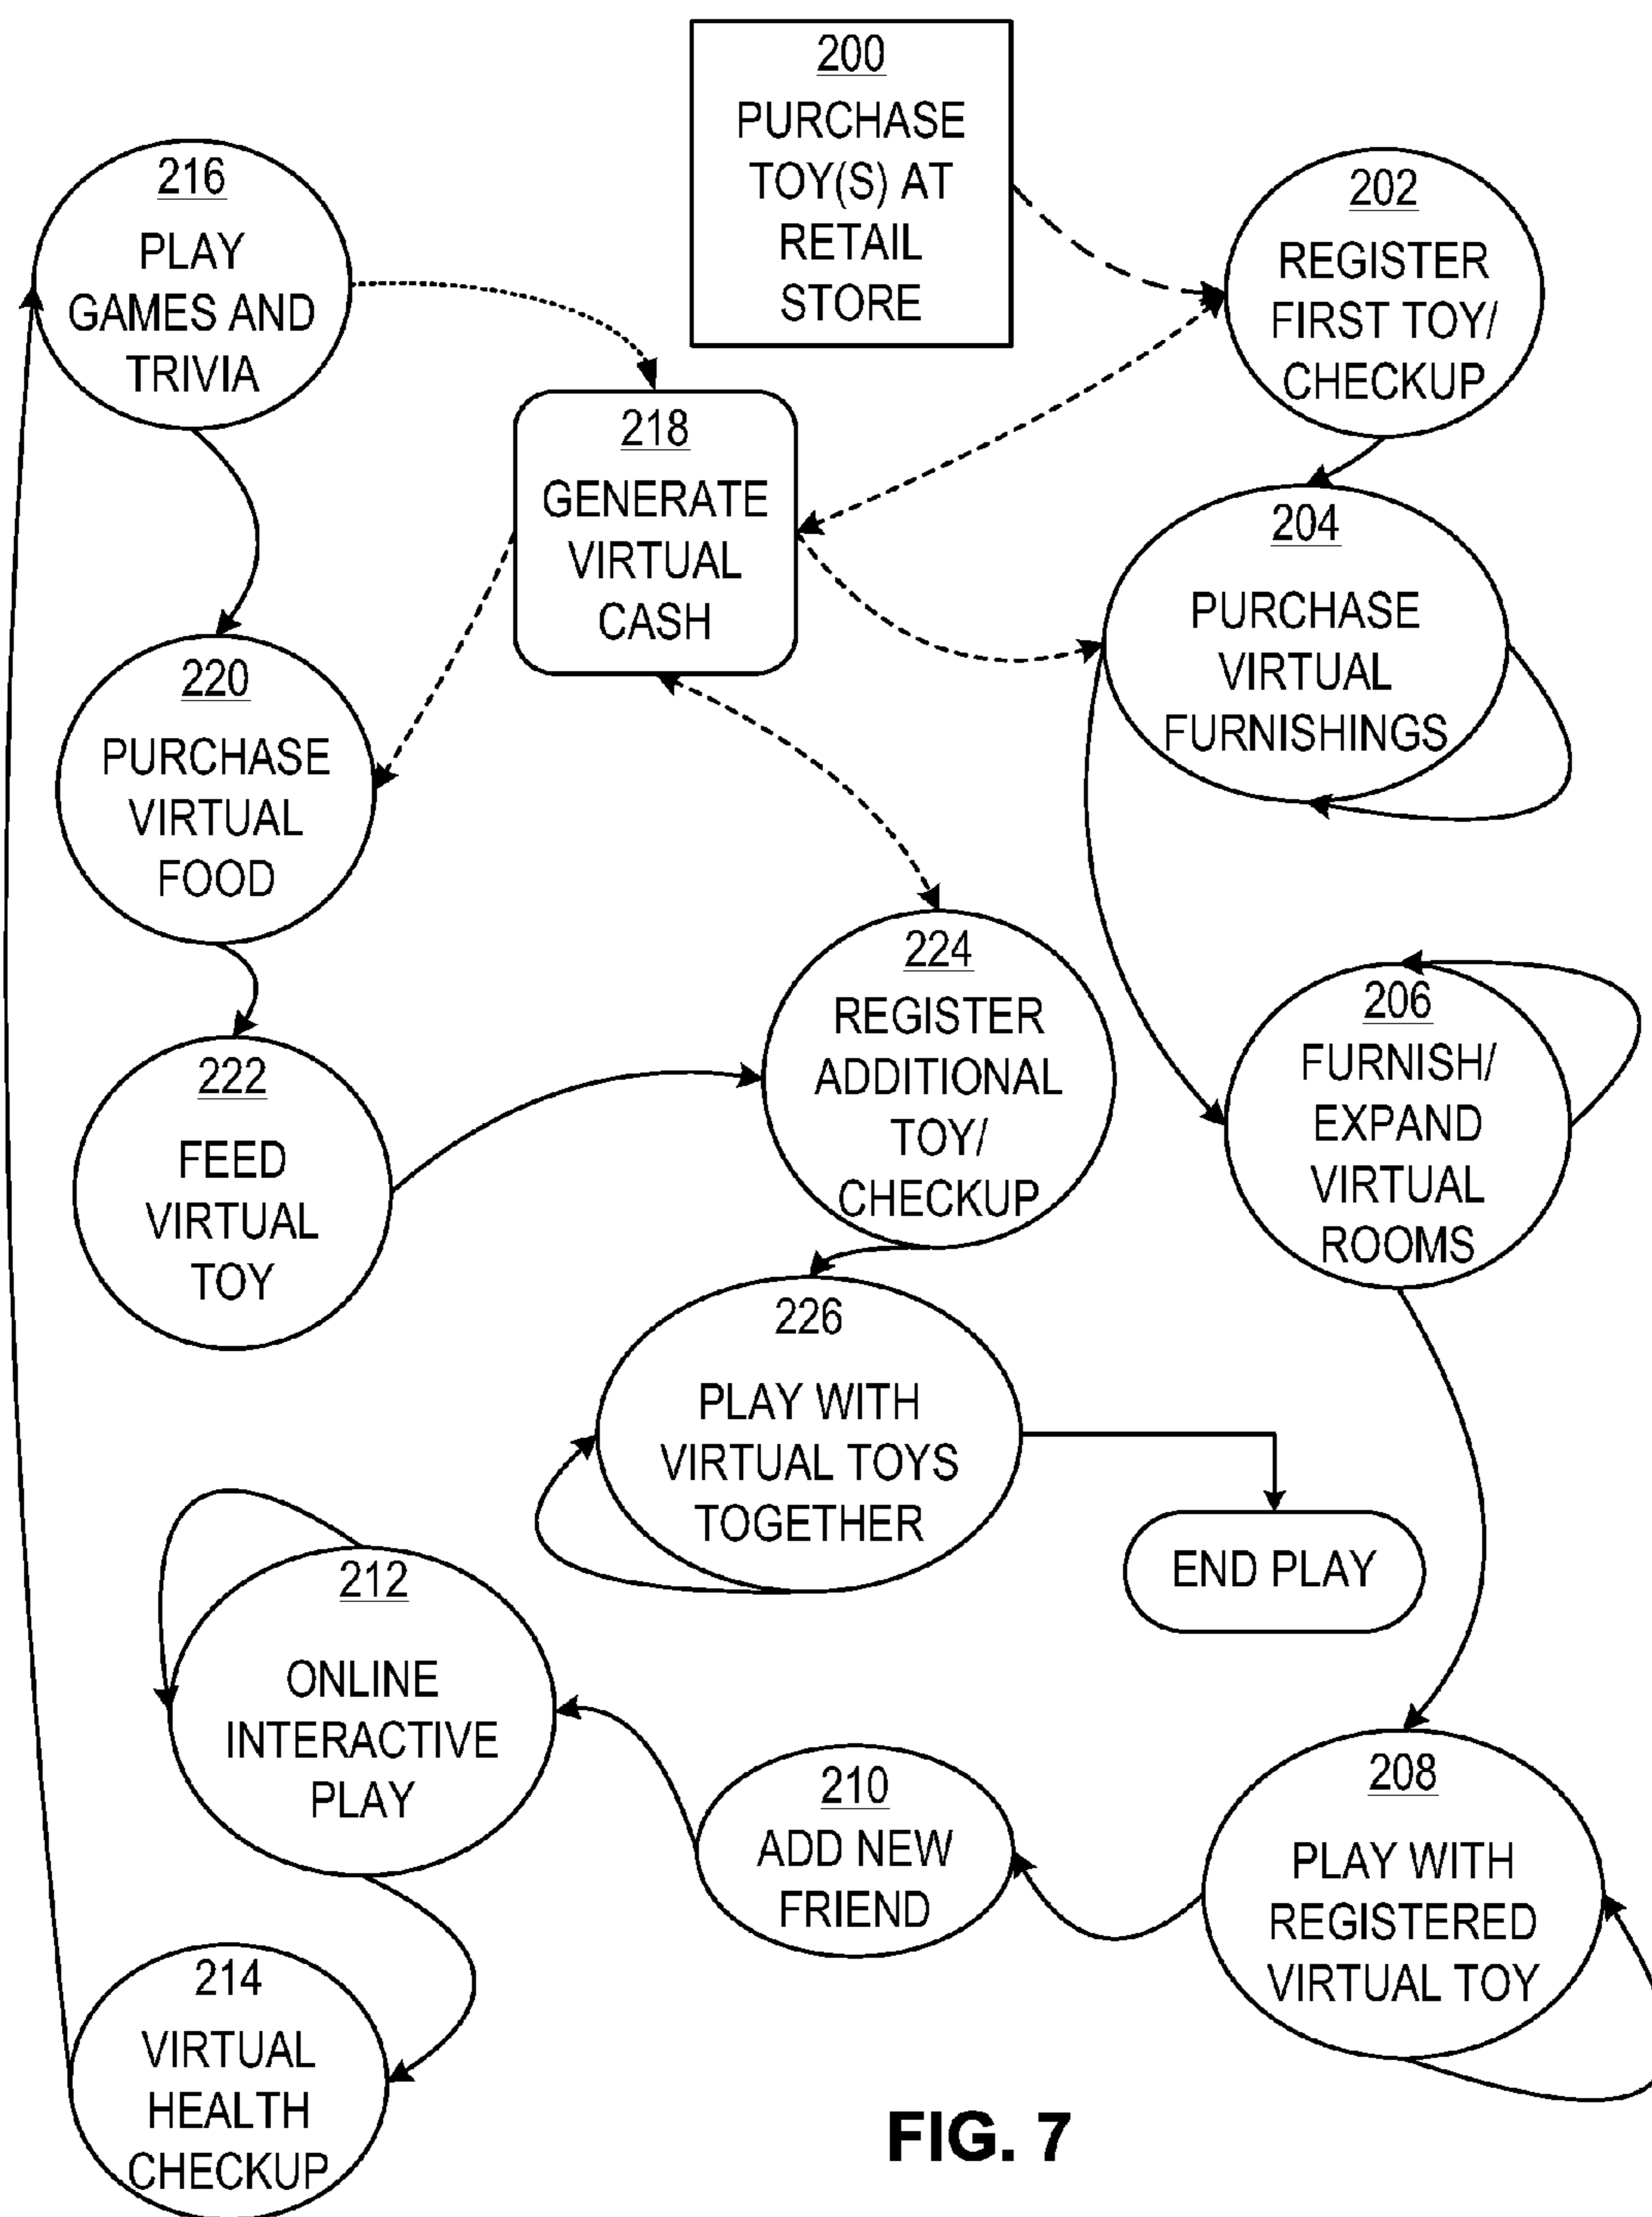 200
PURCHASE
TOY(S) AT
RETAIL
STORE
202
REGISTER
FIRST TOY/
CHECKUP
204
PURCHASE
VIRTUAL
FURNISHINGS
206
FURNISH/
EXPAND
VIRTUAL
ROOMS
208
PLAY WITH
REGISTERED
VIRTUAL TOY
210
ADD NEW
FRIEND
212
ONLINE
INTERACTIVE
PLAY
214
VIRTUAL
HEALTH
CHECKUP
216
PLAY
GAMES AND
TRIVIA
218
GENERATE
VIRTUAL
CASH
220
PURCHASE
VIRTUAL
FOOD
222
FEED
VIRTUAL
TOY
224
REGISTER
ADDITIONAL
TOY/
CHECKUP
226
PLAY WITH
VIRTUAL TOYS
TOGETHER
END PLAY
FIG. 7